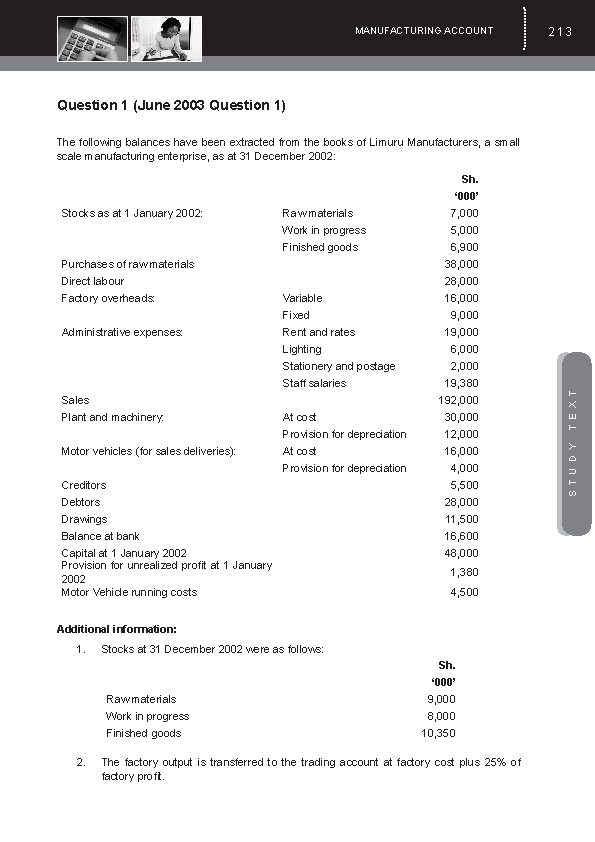 MANUFACTURING ACCOUNT 213
Question 1 (June 2003 Question 1)
The following balances have been extracted from the books of Limuru Manufacturers, a small
scale manufacturing enterprise, as at 31 December 2002:
Sh.
‘000’
Stocks as at 1 January 2002: Raw materials 7,000
Work in progress 5,000
Finished goods 6,900
Purchases of raw materials 38,000
Direct labour 28,000
Factory overheads: Variable 16,000
Fixed 9,000
Administrative expenses: Rent and rates 19,000
Lighting 6,000
Stationery and postage 2,000
Staff salaries 19,380
Sales 192,000
Plant and machinery: At cost 30,000
Provision for depreciation 12,000
Motor vehicles (for sales deliveries): At cost 16,000
Provision for depreciation 4,000
Creditors 5,500
Debtors 28,000
Drawings 11,500
Balance at bank 16,600
Capital at 1 January 2002 48,000
Provision for unrealized profit at 1 January
2002 1,380
Motor Vehicle running costs 4,500
Additional information:
1. Stocks at 31 December 2002 were as follows:
Sh.
‘000’
Raw materials 9,000
Work in progress 8,000
Finished goods 10,350
2. The factory output is transferred to the trading account at factory cost plus 25% of
factory profit.
STUDY TEXT